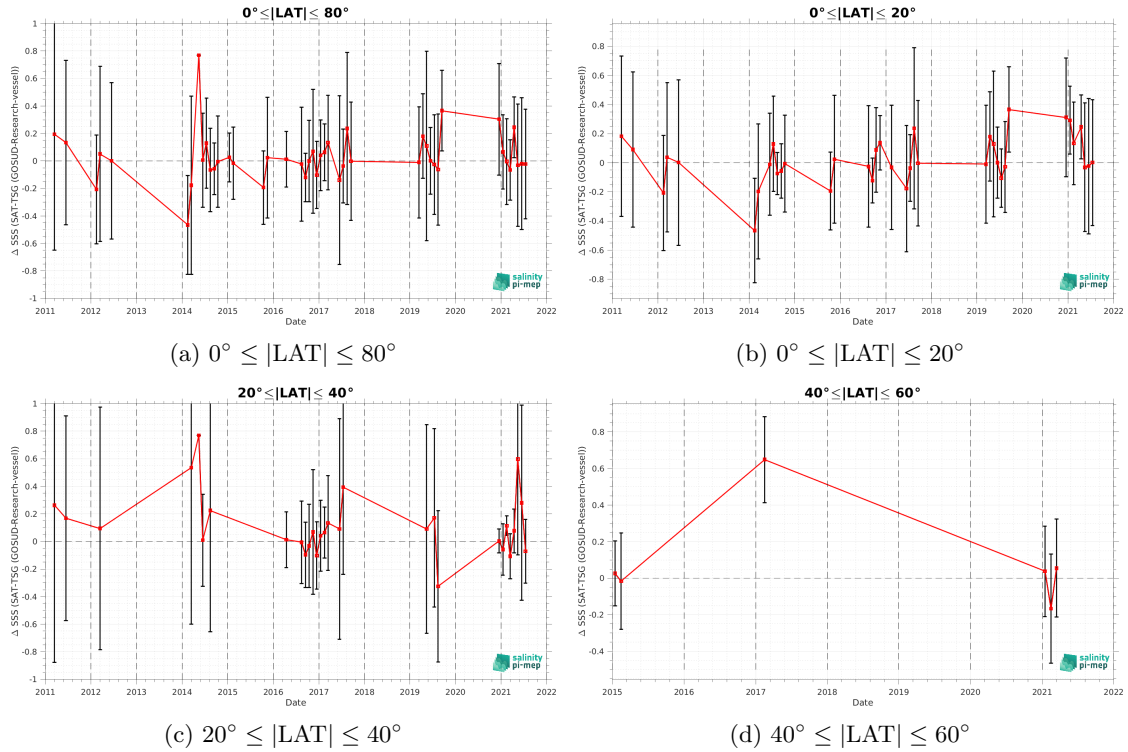 0°≤|LAT|≤ 80°
Δ SSS (SAT-TSG (GOSUD-Research-vessel))
1
0.8
0.6
0.4
0.2
0
-0.2
-0.4
-0.6
-0.8
-1
2011 2012 2013 2014 2015 2016 2017 2018 2019 2020 2021 2022
Date
salinity
pi-mep
(a) 0° ≤ |LAT| ≤ 80°
0°≤|LAT|≤ 20°
Δ SSS (SAT-TSG (GOSUD-Research-vessel))
0.8
0.6
0.4
0.2
0
-0.2
-0.4
-0.6
-0.8
2011 2012 2013 2014 2015 2016 2017 2018 2019 2020 2021 2022
Date
salinity
pi-mep
(b) 0° ≤ |LAT| ≤ 20°
20°≤|LAT|≤ 40°
Δ SSS (SAT-TSG (GOSUD-Research-vessel))
1
0.8
0.6
0.4
0.2
0
-0.2
-0.4
-0.6
-0.8
-1
2011 2012 2013 2014 2015 2016 2017 2018 2019 2020 2021 2022
Date
salinity
pi-mep
(c) 20° ≤ |LAT| ≤ 40°
40°≤|LAT|≤ 60°
Δ SSS (SAT-TSG (GOSUD-Research-vessel))
0.8
0.6
0.4
0.2
0
-0.2
-0.4
2015 2016 2017 2018 2019 2020 2021 2022
Date
salinity
pi-mep
(d) 40° ≤ |LAT| ≤ 60°